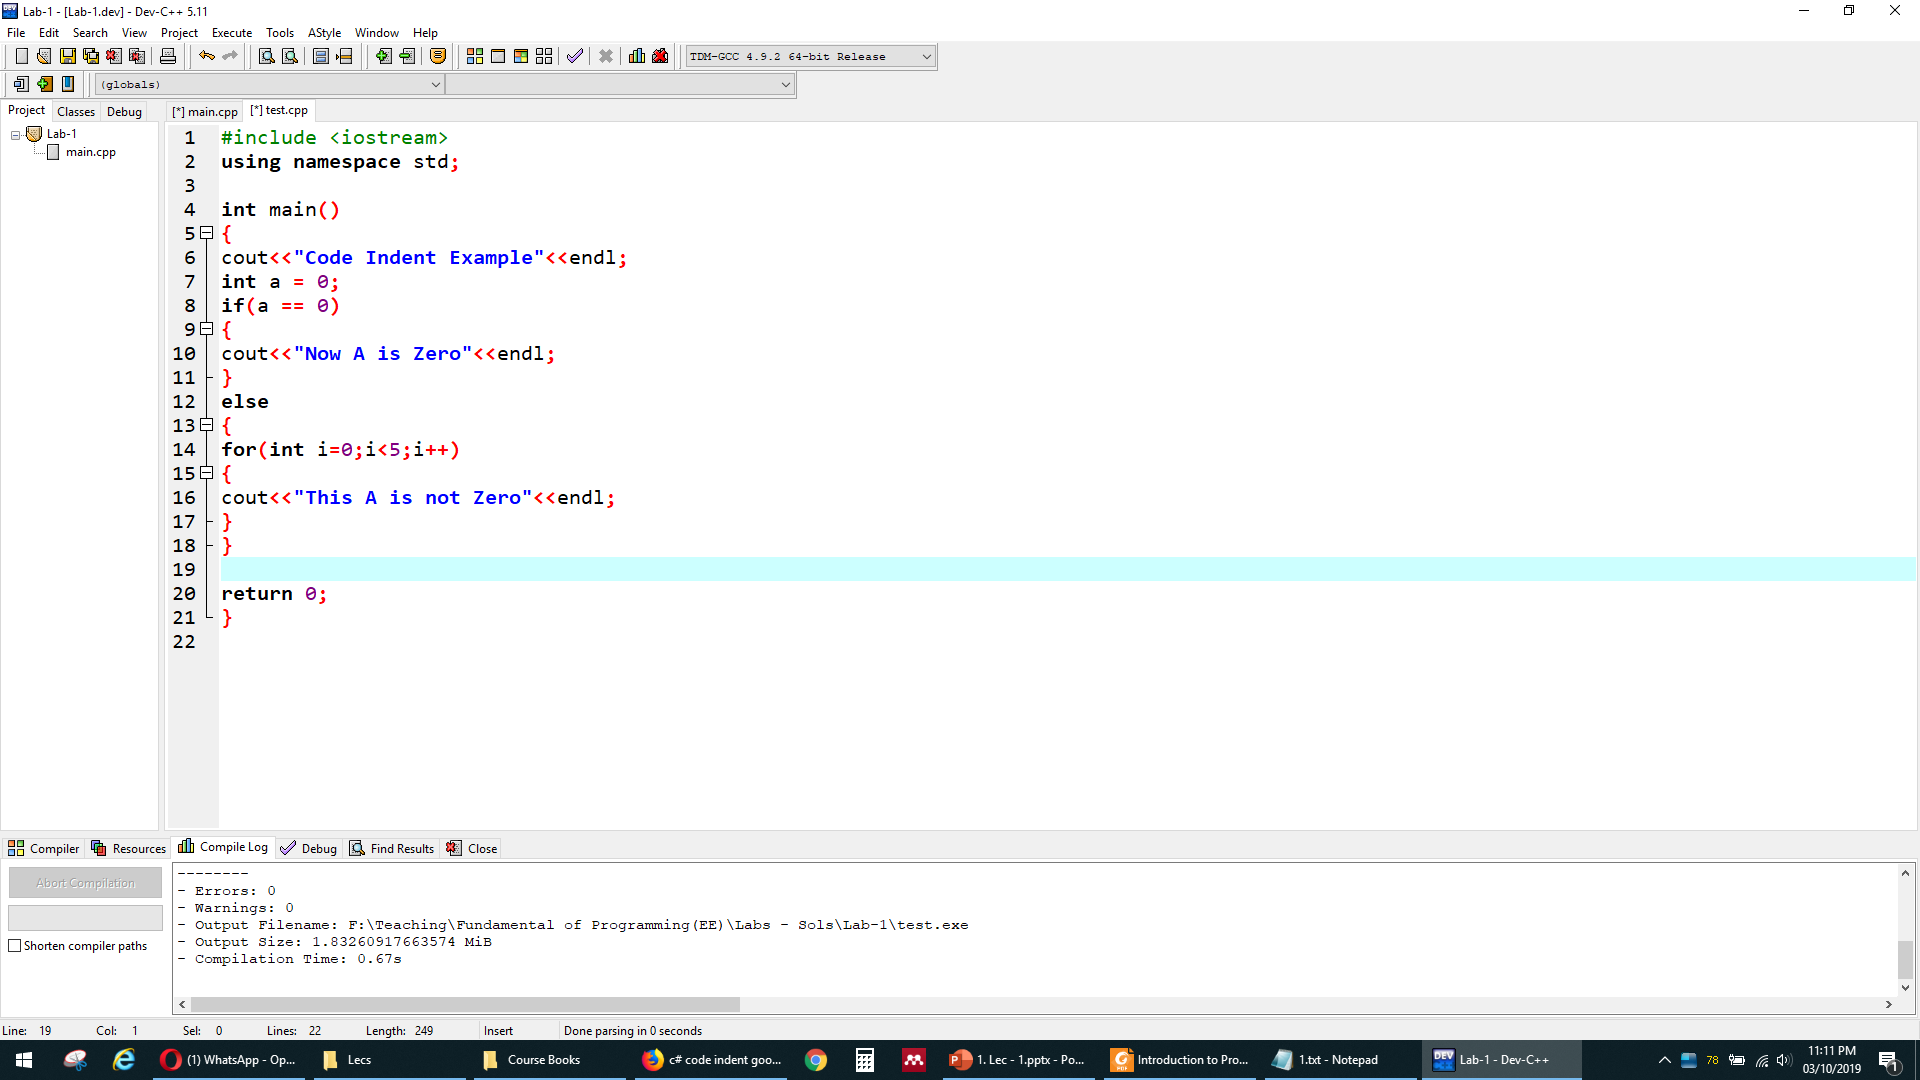 Lab-1 - [Lab-1.dev] - Dev-C++ 5.11
File Edit Search View Project Execute Tools AStyle Window Help
TDM-GCC 4.9.2 64-bit Release
(globals)
Project Classes Debug [*] main.cpp [*] test.cpp
Lab-1
main.cpp
1 #include <iostream>
2 using namespace std;
3
4 int main()
5 {
6 cout<<"Code Indent Example"<<endl;
7 int a = 0;
8 if(a == 0)
9 {
10 cout<<"Now A is Zero"<<endl;
11 }
12 else
13 {
14 for(int i=0;i<5;i++)
15 {
16 cout<<"This A is not Zero"<<endl;
17 }
18 }
19
20 return 0;
21 }
22
Compiler Resources Compile Log Debug Find Results Close
Abort Compilation
Shorten compiler paths
--------
- Errors: 0
- Warnings: 0
- Output Filename: F:\Teaching\Fundamental of Programming(EE)\Labs - Sols\Lab-1\test.exe
- Output Size: 1.83260917663574 MiB
- Compilation Time: 0.67s
Line: 19 Col: 1 Sel: 0 Lines: 22 Length: 249 Insert Done parsing in 0 seconds
(1) WhatsApp - Op... Lecs Course Books c# code indent goo... 1. Lec - 1.pptx - Po... Introduction to Pro... 1.txt - Notepad DEV Lab-1 - Dev-C++ 78 11:11 PM
03/10/2019 1